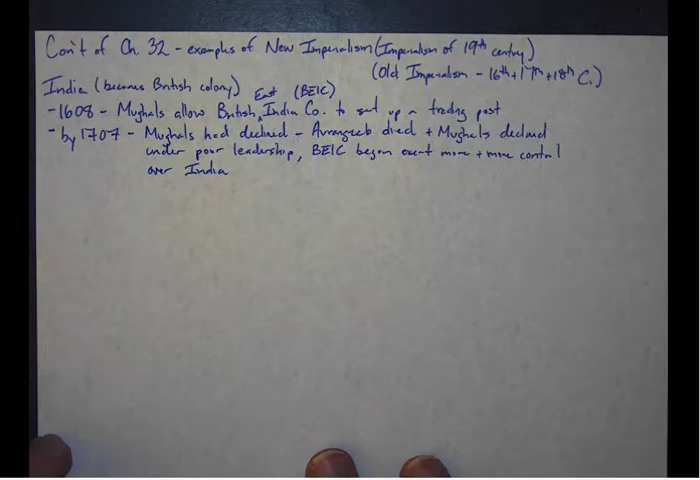 Con't of Ch 32 - examples of New Imperialism (Imperialism of 19th century)
(Old Imperialism - 16th + 17th + 18th C.)
India (becomes British colony) East (BEIC)
- 1608 - Mughals allow British India Co. to set up a trading post
- by 1707 - Mughals had declined - Aurangzeb died + Mughals declined
under poor leadership, BEIC began exert more + more control
over India